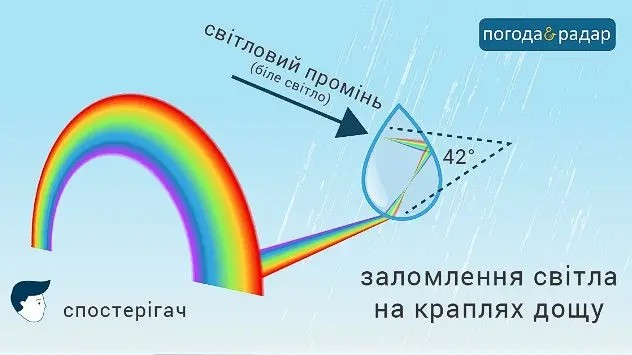 погода&радар
світловий промінь
(біле світло)
42°
заломлення світла
на краплях дощу
спостерігач